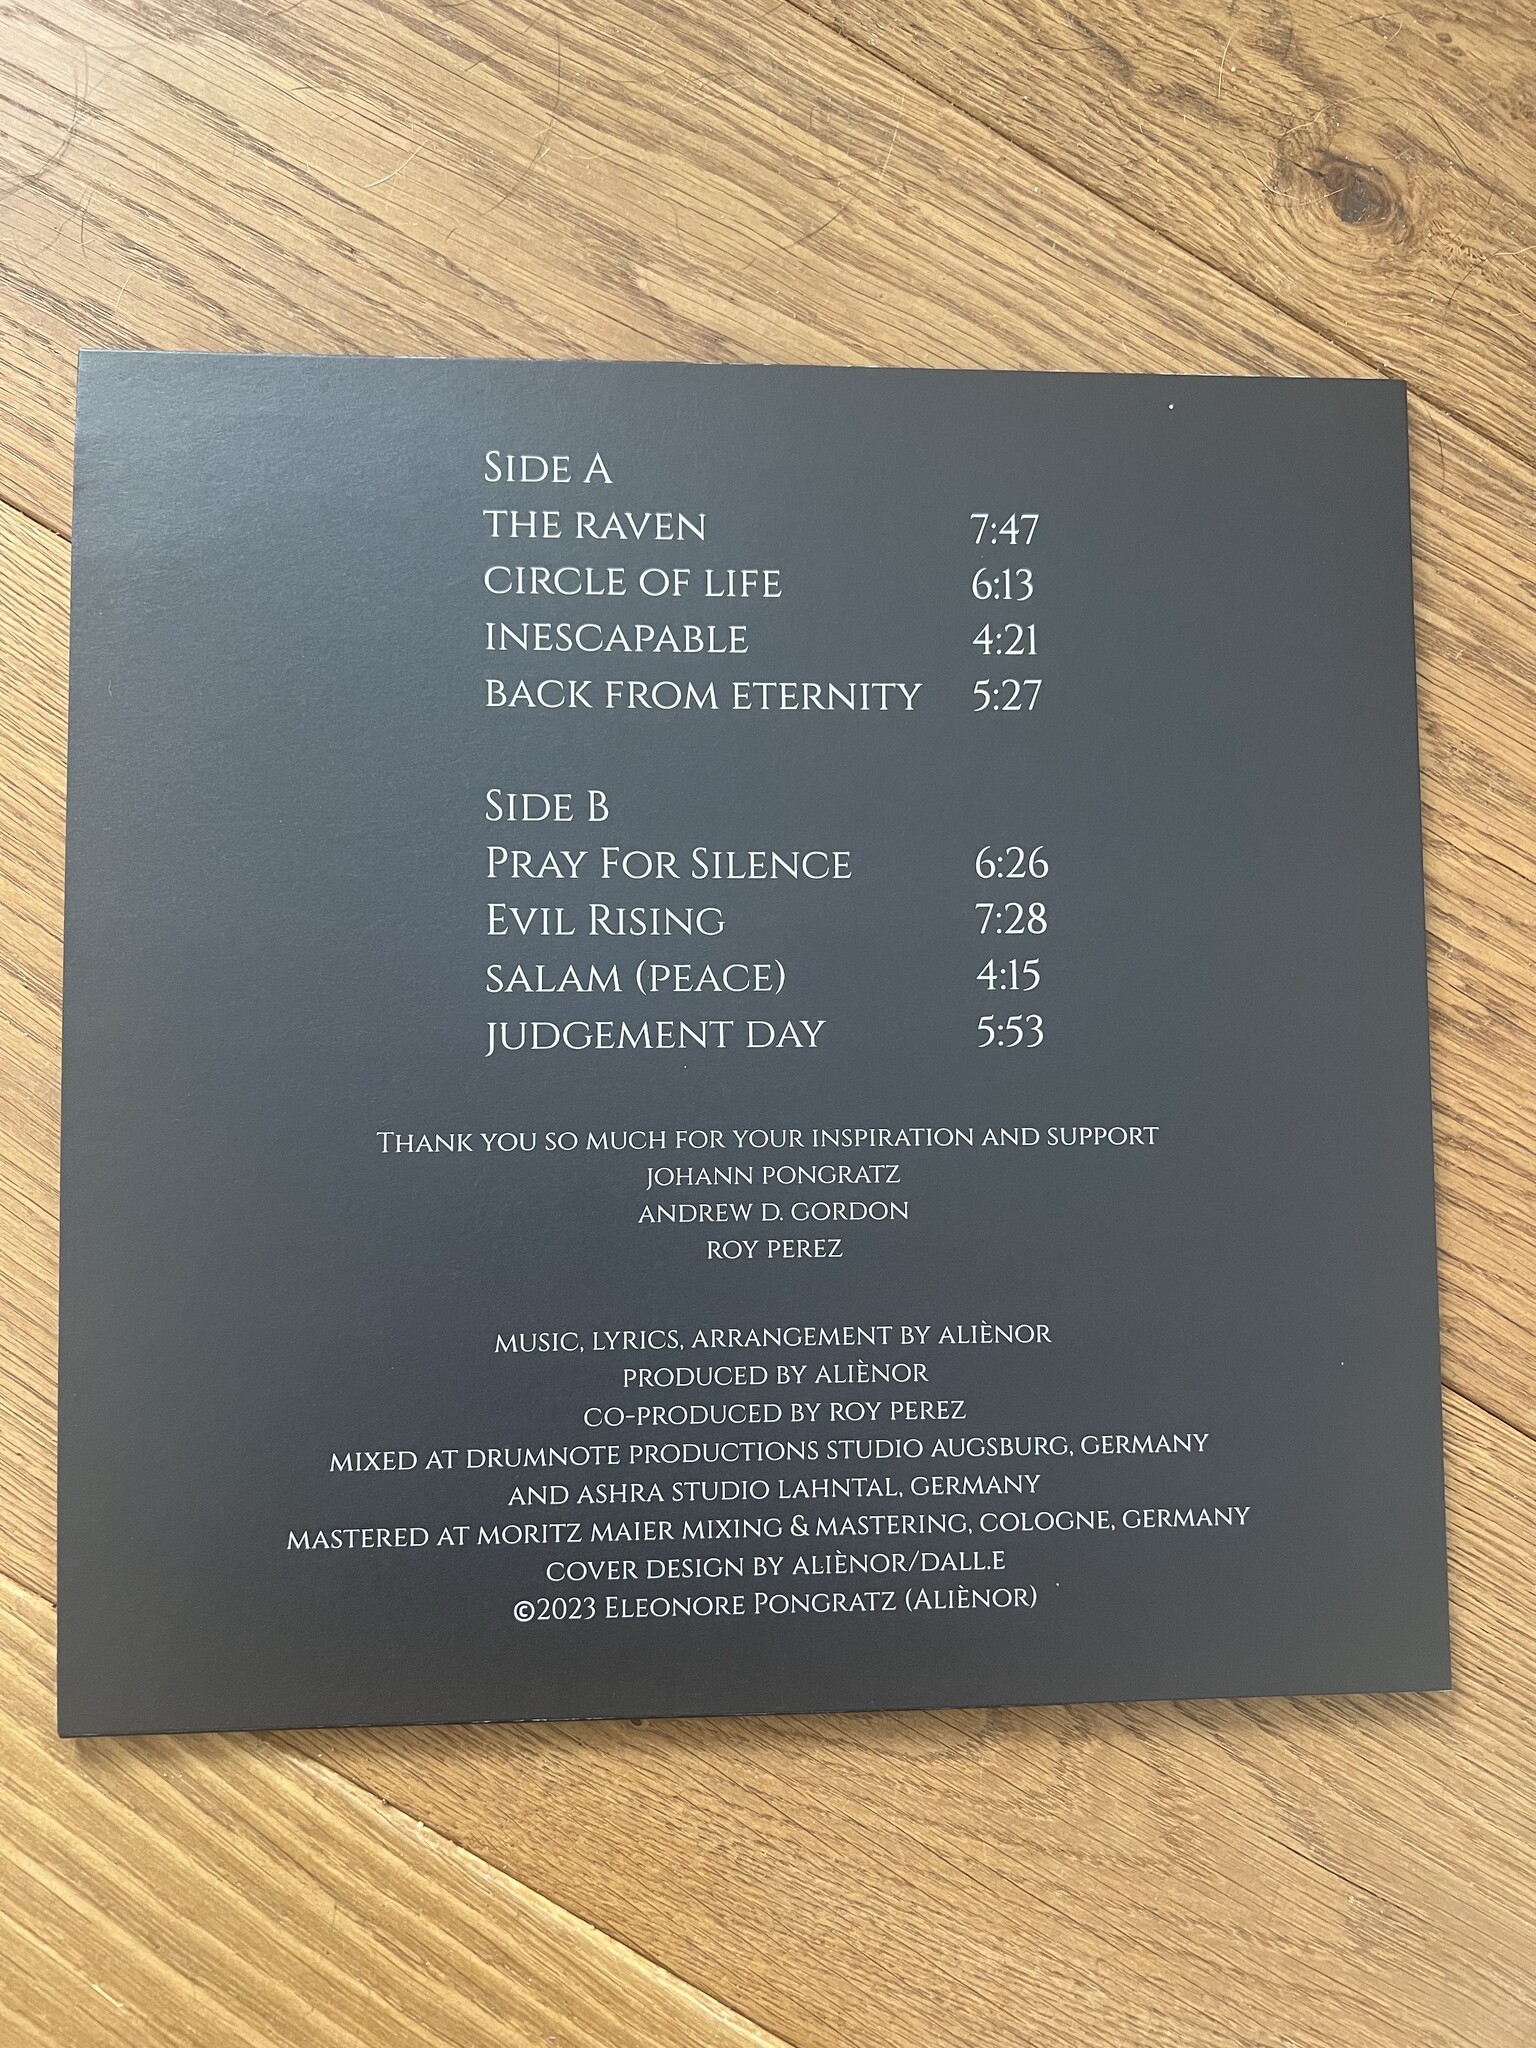 Side A
THE RAVEN 7:47
CIRCLE OF LIFE 6:13
INESCAPABLE 4:21
BACK FROM ETERNITY 5:27
Side B
Pray For Silence 6:26
Evil Rising 7:28
SALAM (PEACE) 4:15
JUDGEMENT DAY 5:53
Thank you so much for your inspiration and support
JOHANN PONGRATZ
ANDREW D. GORDON
ROY PEREZ
MUSIC, LYRICS, ARRANGEMENT BY ALIÈNOR
PRODUCED BY ALIÈNOR
CO-PRODUCED BY ROY PEREZ
MIXED AT DRUMNOTE PRODUCTIONS STUDIO AUGSBURG, GERMANY
AND ASHRA STUDIO LAHNTAL, GERMANY
MASTERED AT MORITZ MAIER MIXING & MASTERING, COLOGNE, GERMANY
COVER DESIGN BY ALIÈNOR/DALL.E
©2023 Eleonore Pongratz (Aliènor)